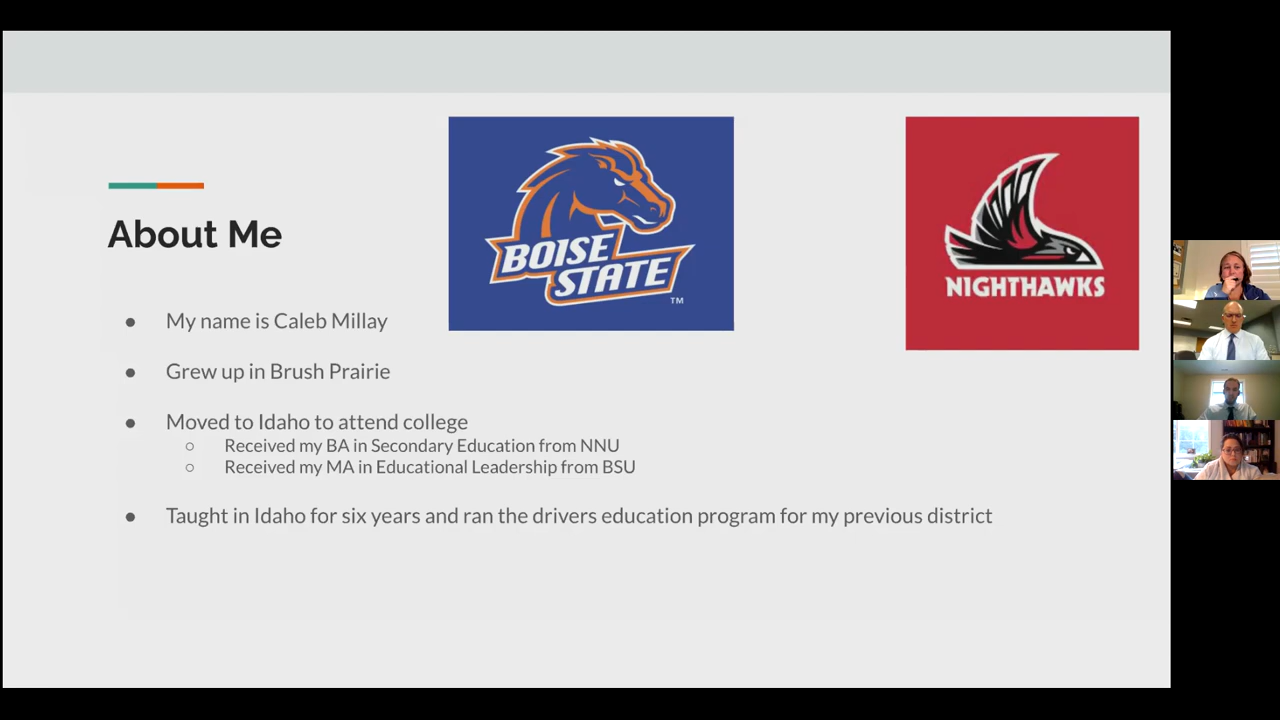 BOISE
STATE
TM
NIGHTHAWKS
About Me
● My name is Caleb Millay
● Grew up in Brush Prairie
● Moved to Idaho to attend college
○ Received my BA in Secondary Education from NNU
○ Received my MA in Educational Leadership from BSU
● Taught in Idaho for six years and ran the drivers education program for my previous district